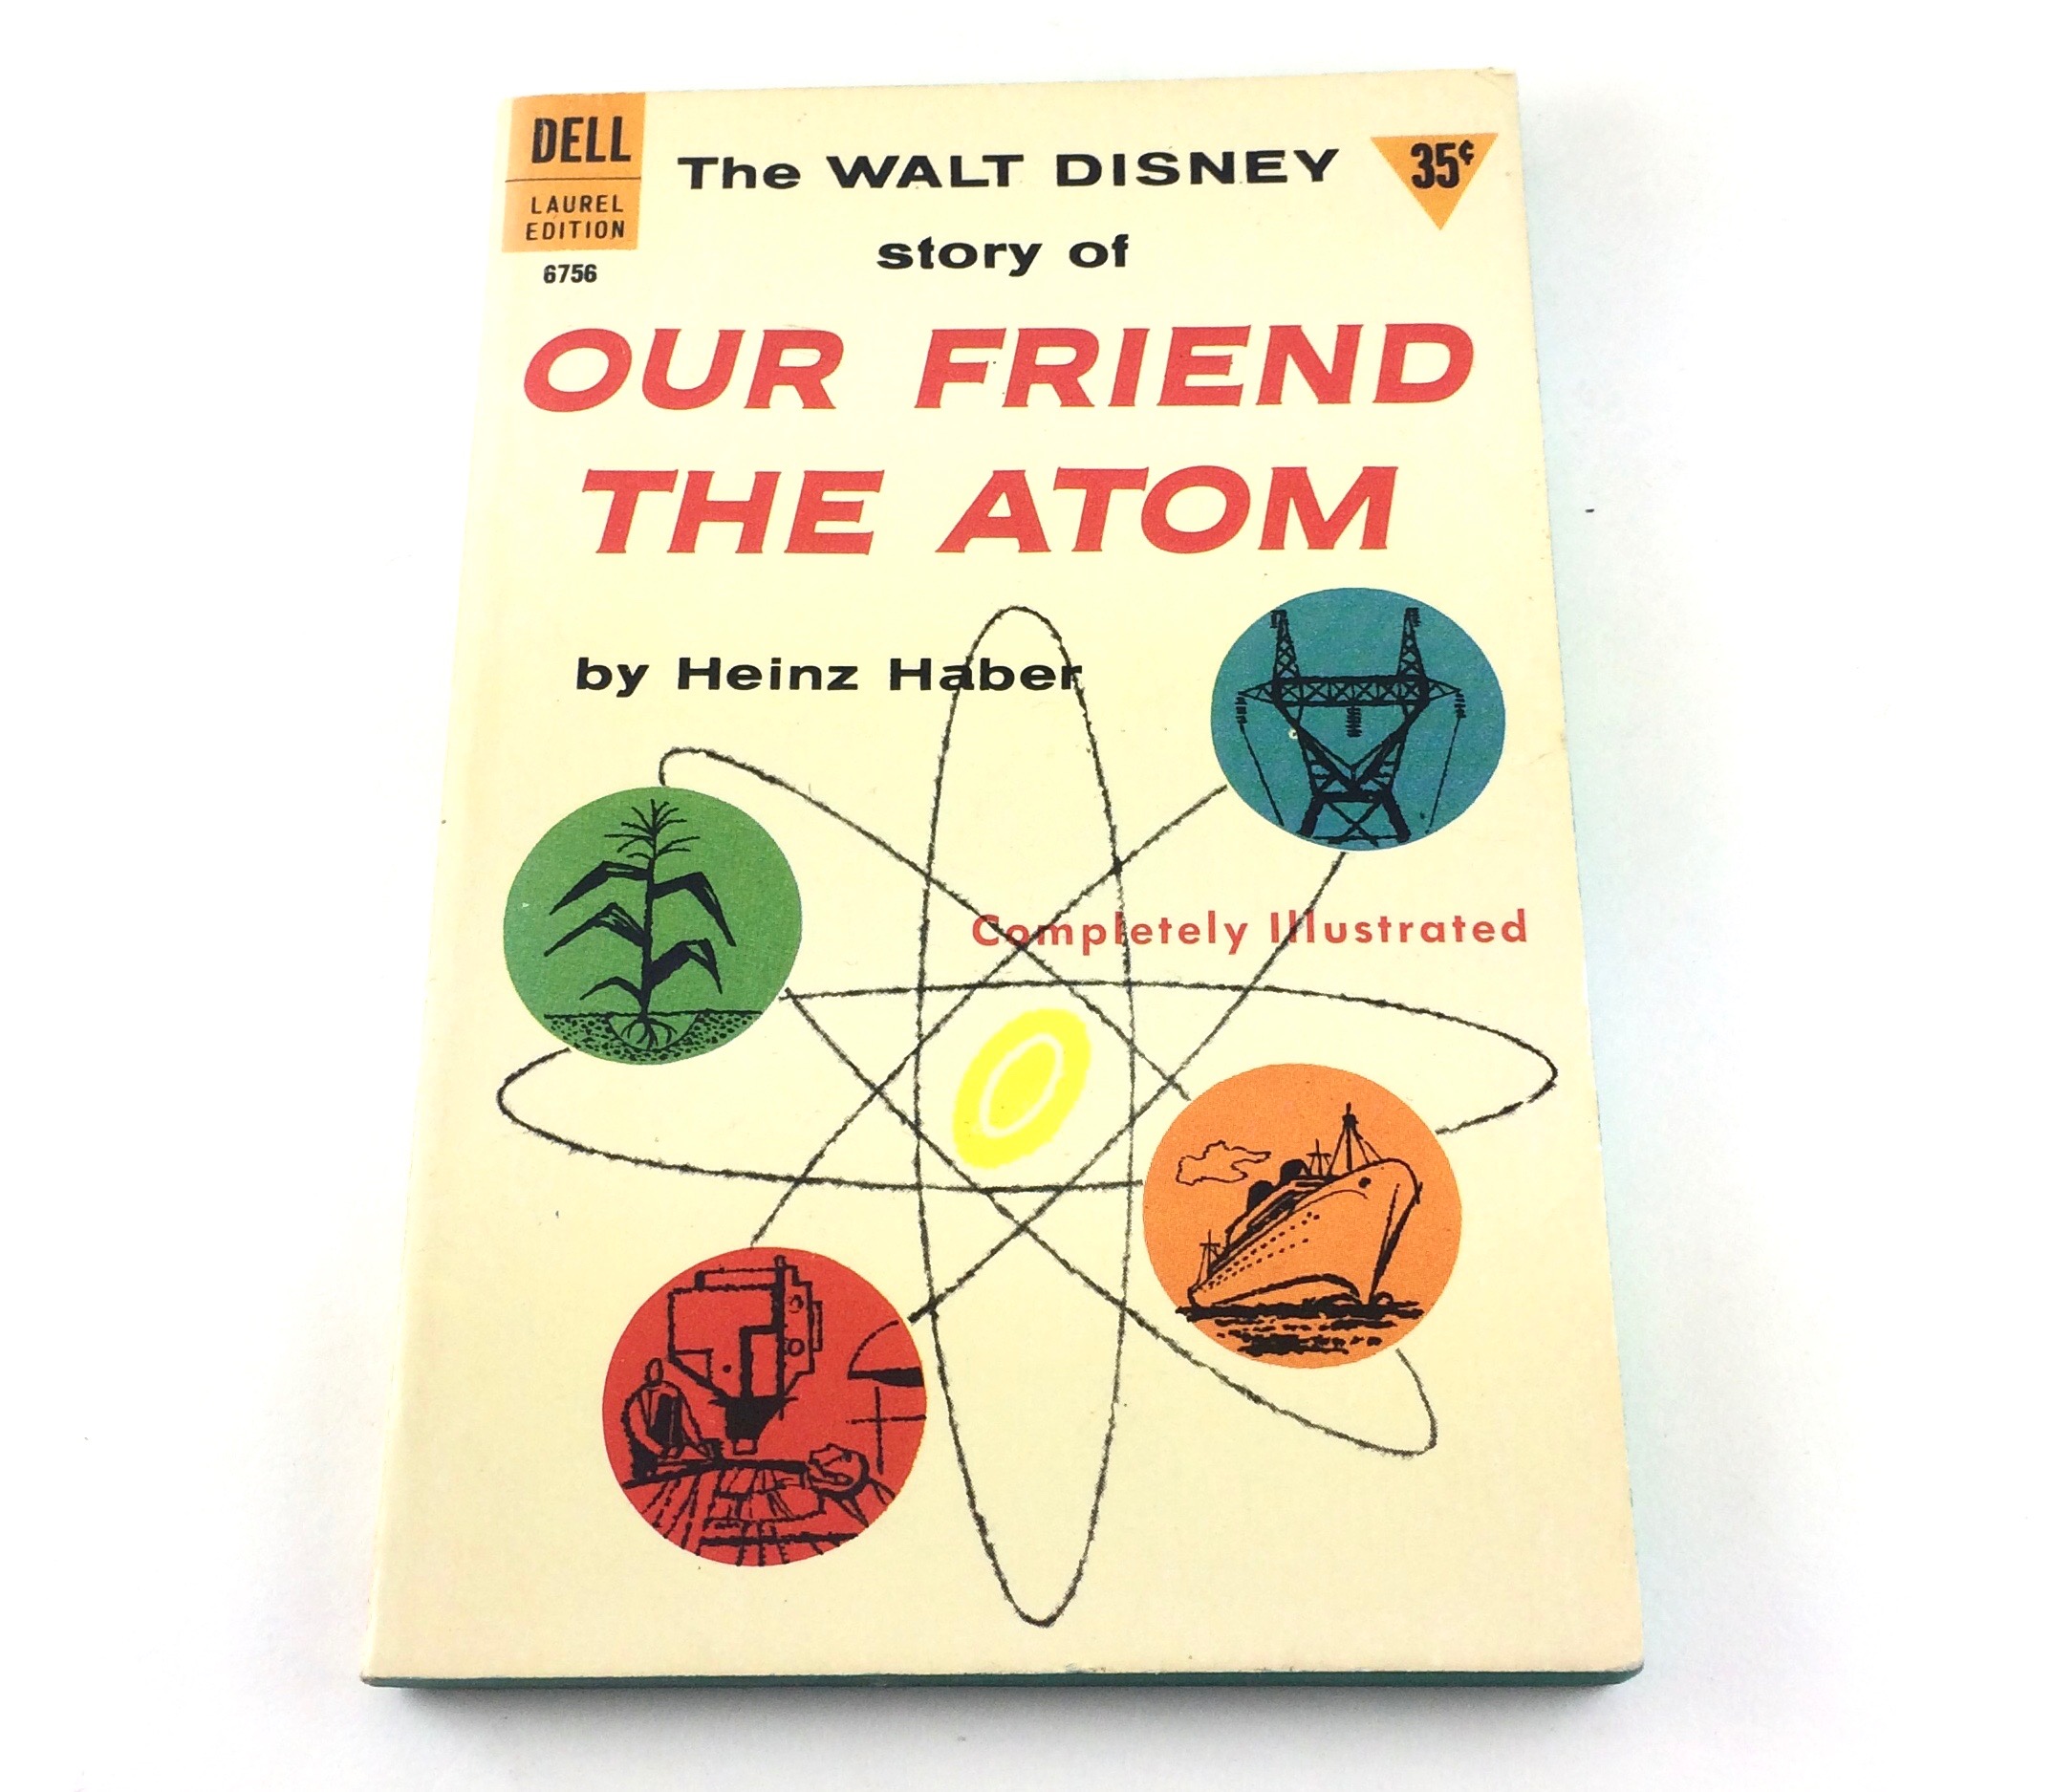 DELL
LAUREL
EDITION
6756
The WALT DISNEY
story of
35¢
OUR FRIEND
THE ATOM
by Heinz Haber
Completely Illustrated